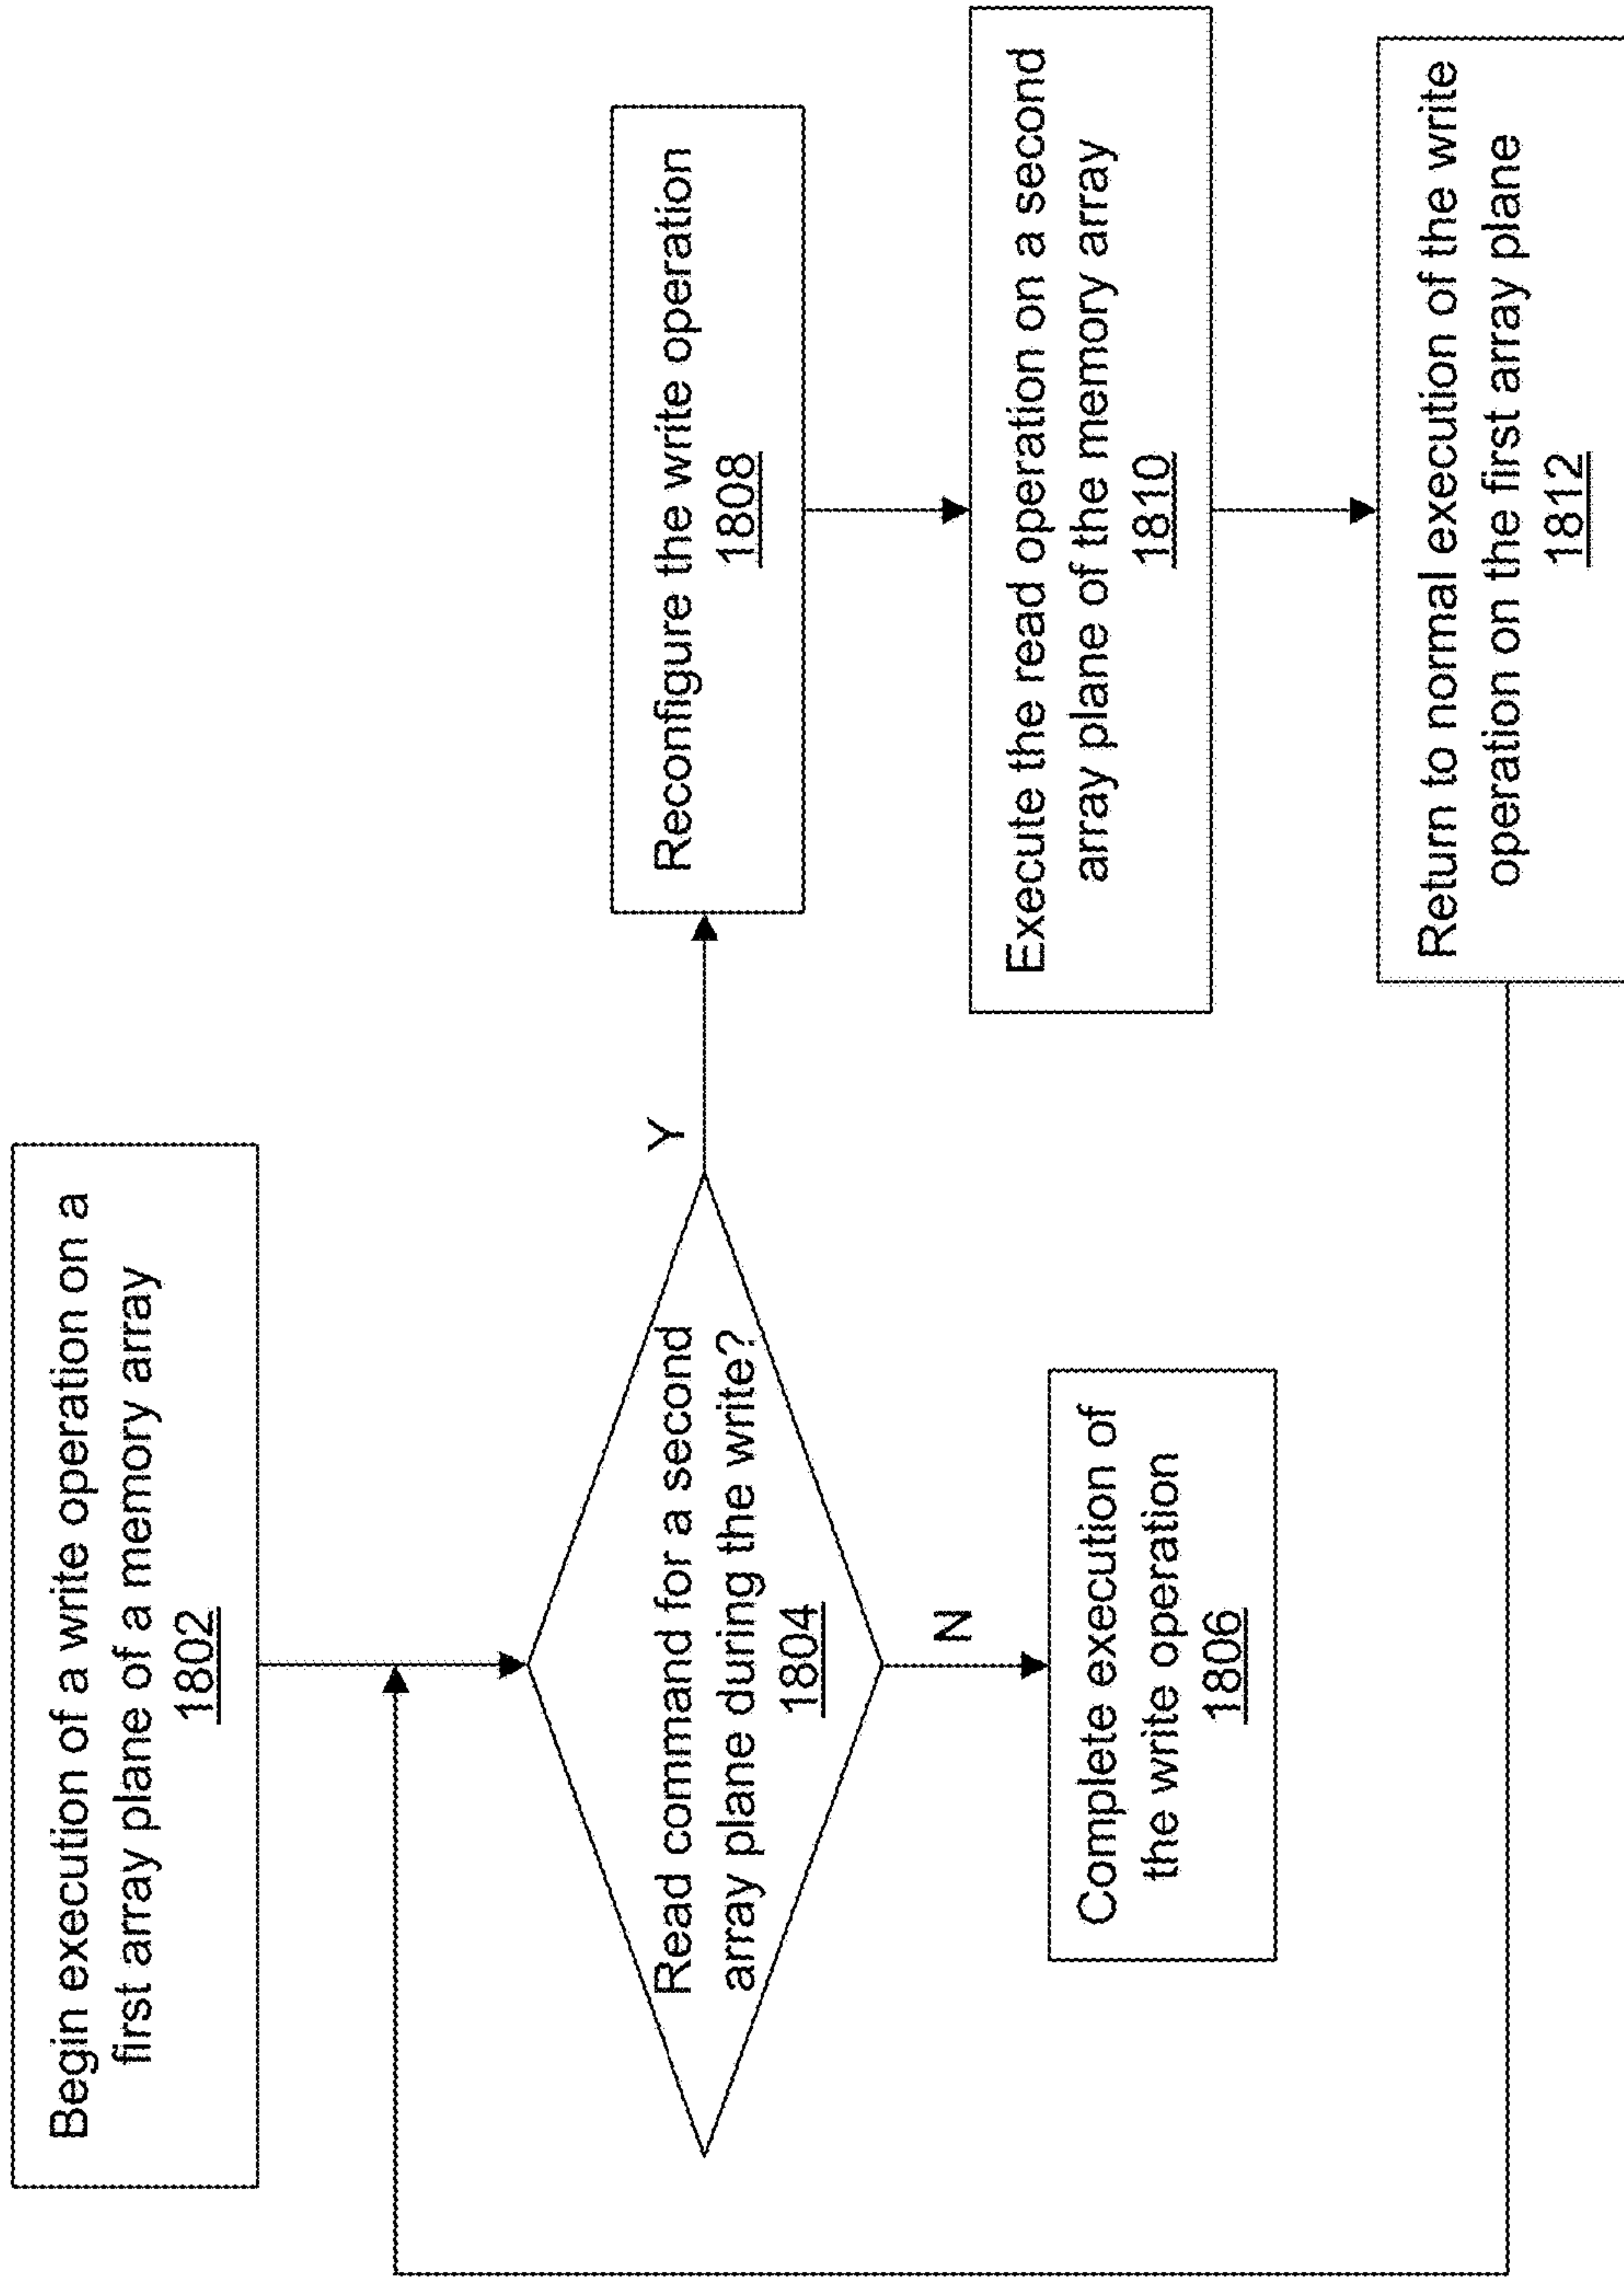 Begin execution of a write operation on a
first array plane of a memory array
1802
Read command for a second
array plane during the write?
1804
Y
N
Complete execution of
the write operation
1806
Reconfigure the write operation
1808
Execute the read operation on a second
array plane of the memory array
1810
Return to normal execution of the write
operation on the first array plane
1812